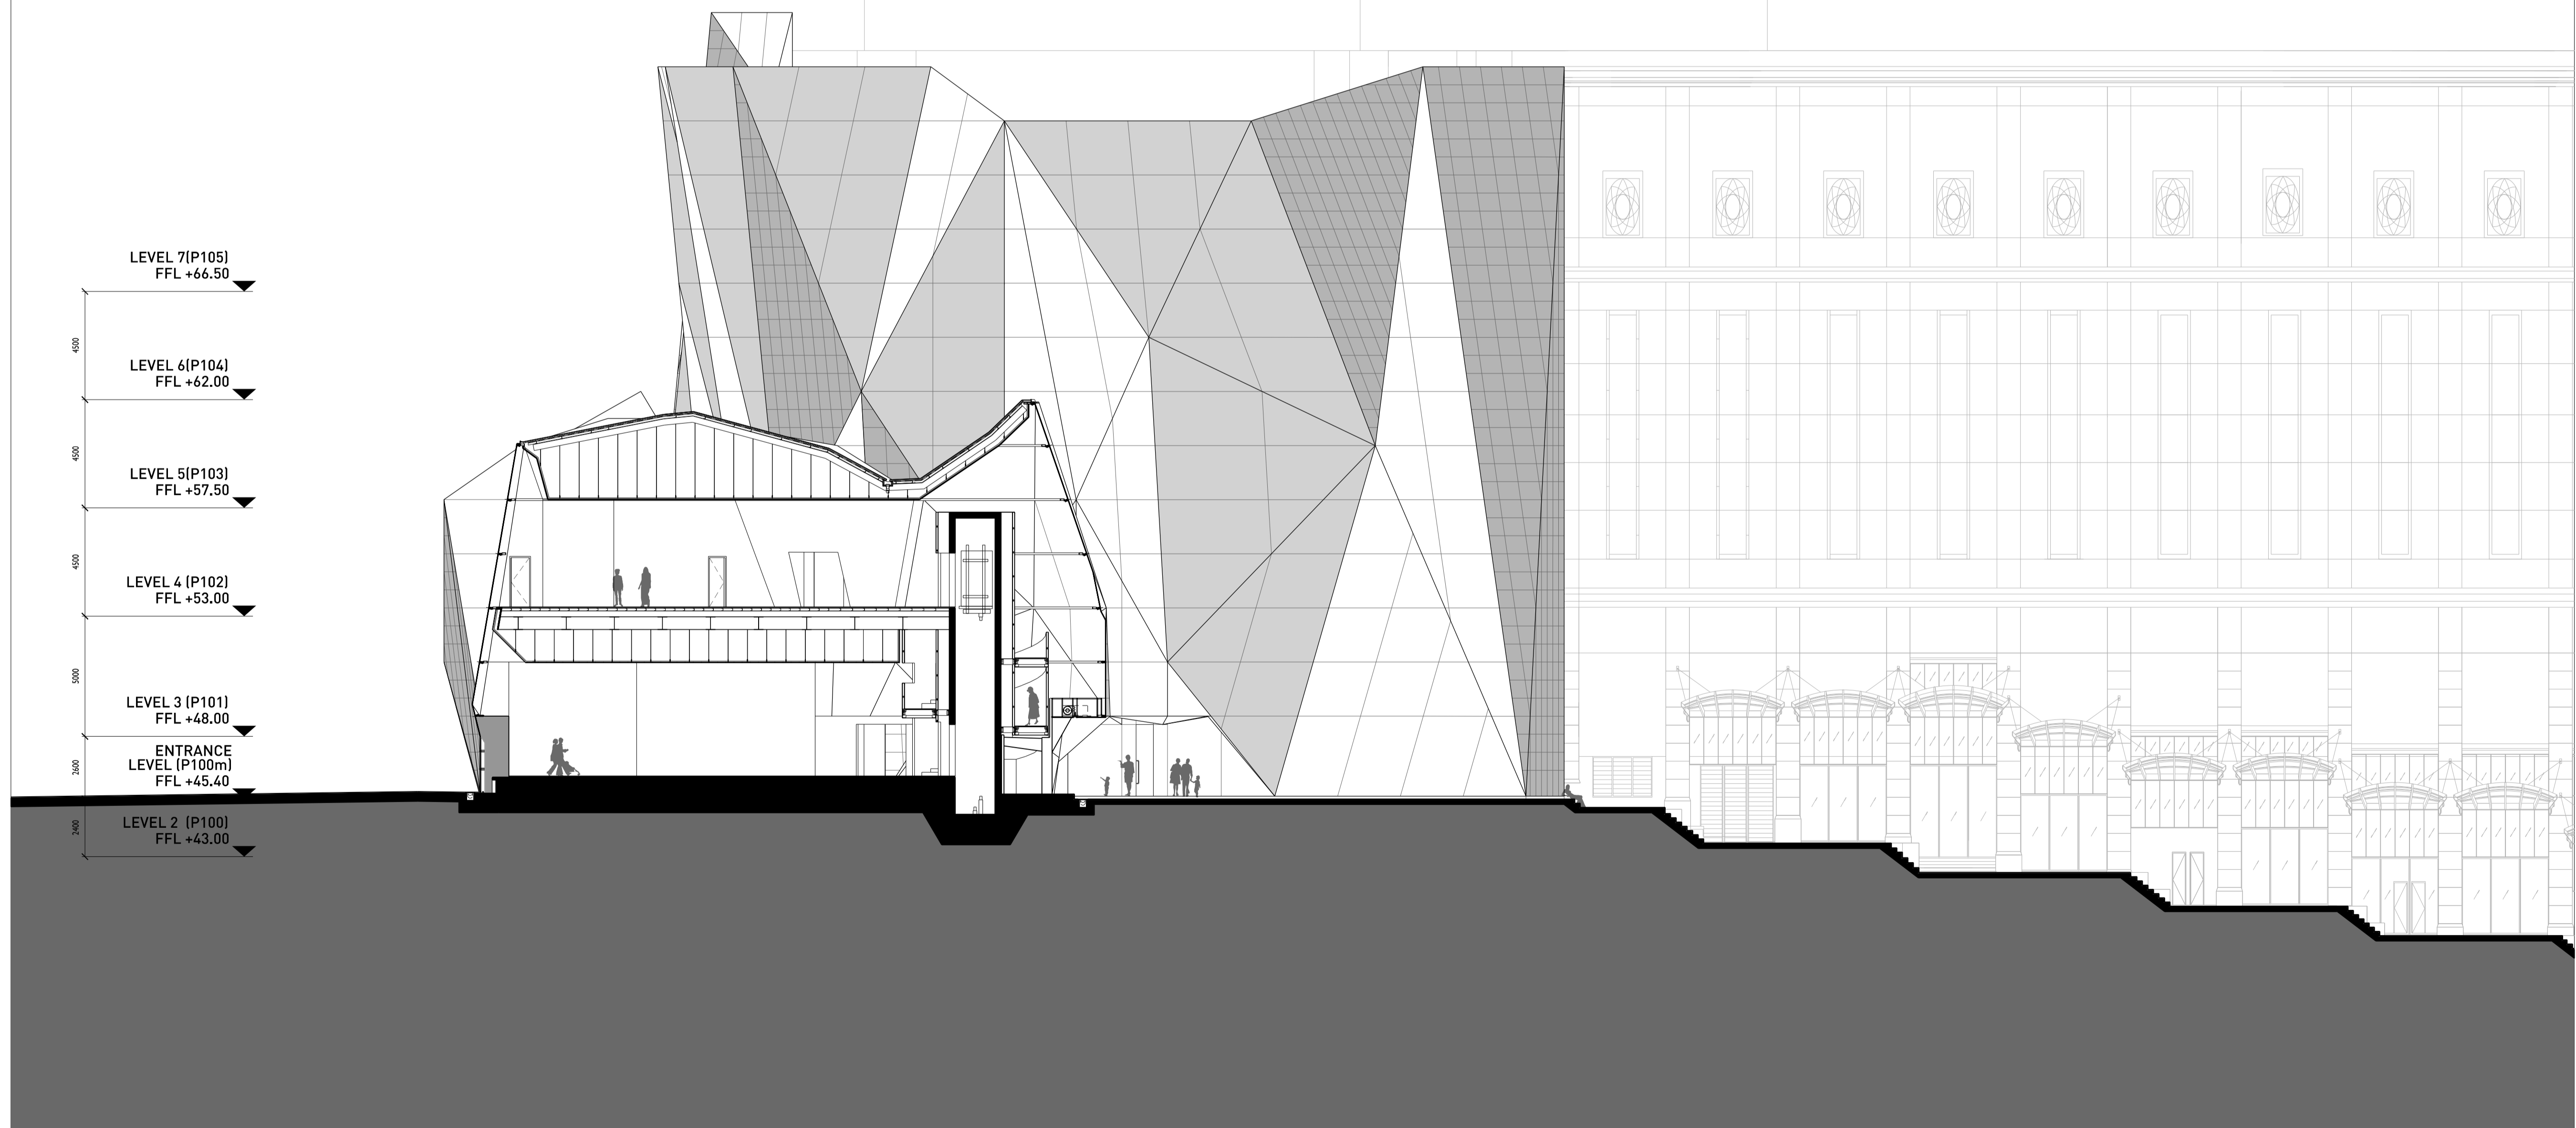 LEVEL 7(P105)
FFL +66.50
4500
LEVEL 6(P104)
FFL +62.00
4500
LEVEL 5(P103)
FFL +57.50
4500
LEVEL 4 (P102)
FFL +53.00
5000
LEVEL 3 (P101)
FFL +48.00
ENTRANCE
LEVEL (P100m)
FFL +45.40
2600
LEVEL 2 (P100)
FFL +43.00
2400